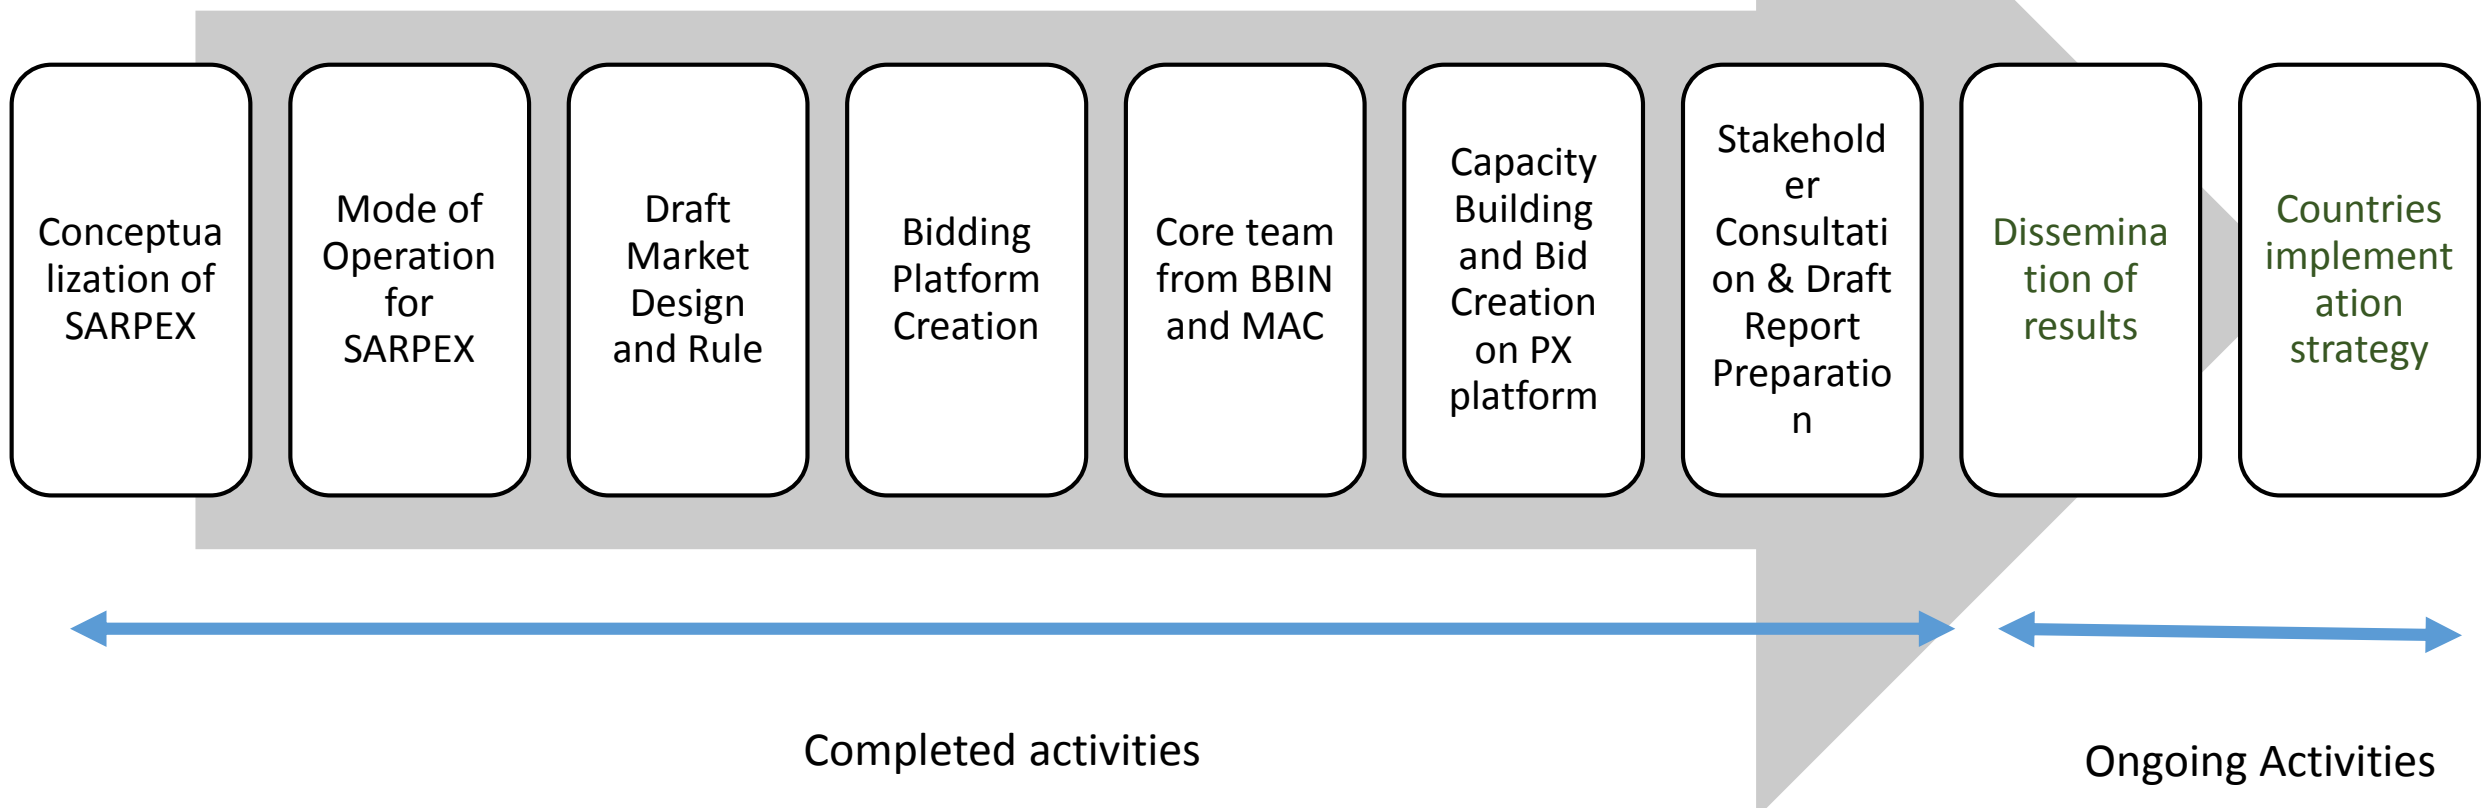 Conceptua
lization of
SARPEX
Mode of
Operation
for
SARPEX
Draft
Market
Design
and Rule
Bidding
Platform
Creation
Core team
from BBIN
and MAC
Capacity
Building
and Bid
Creation
on PX
platform
Stakehold
er
Consultati
on & Draft
Report
Preparatio
n
Dissemina
tion of
results
Countries
implement
ation
strategy
Completed activities
Ongoing Activities